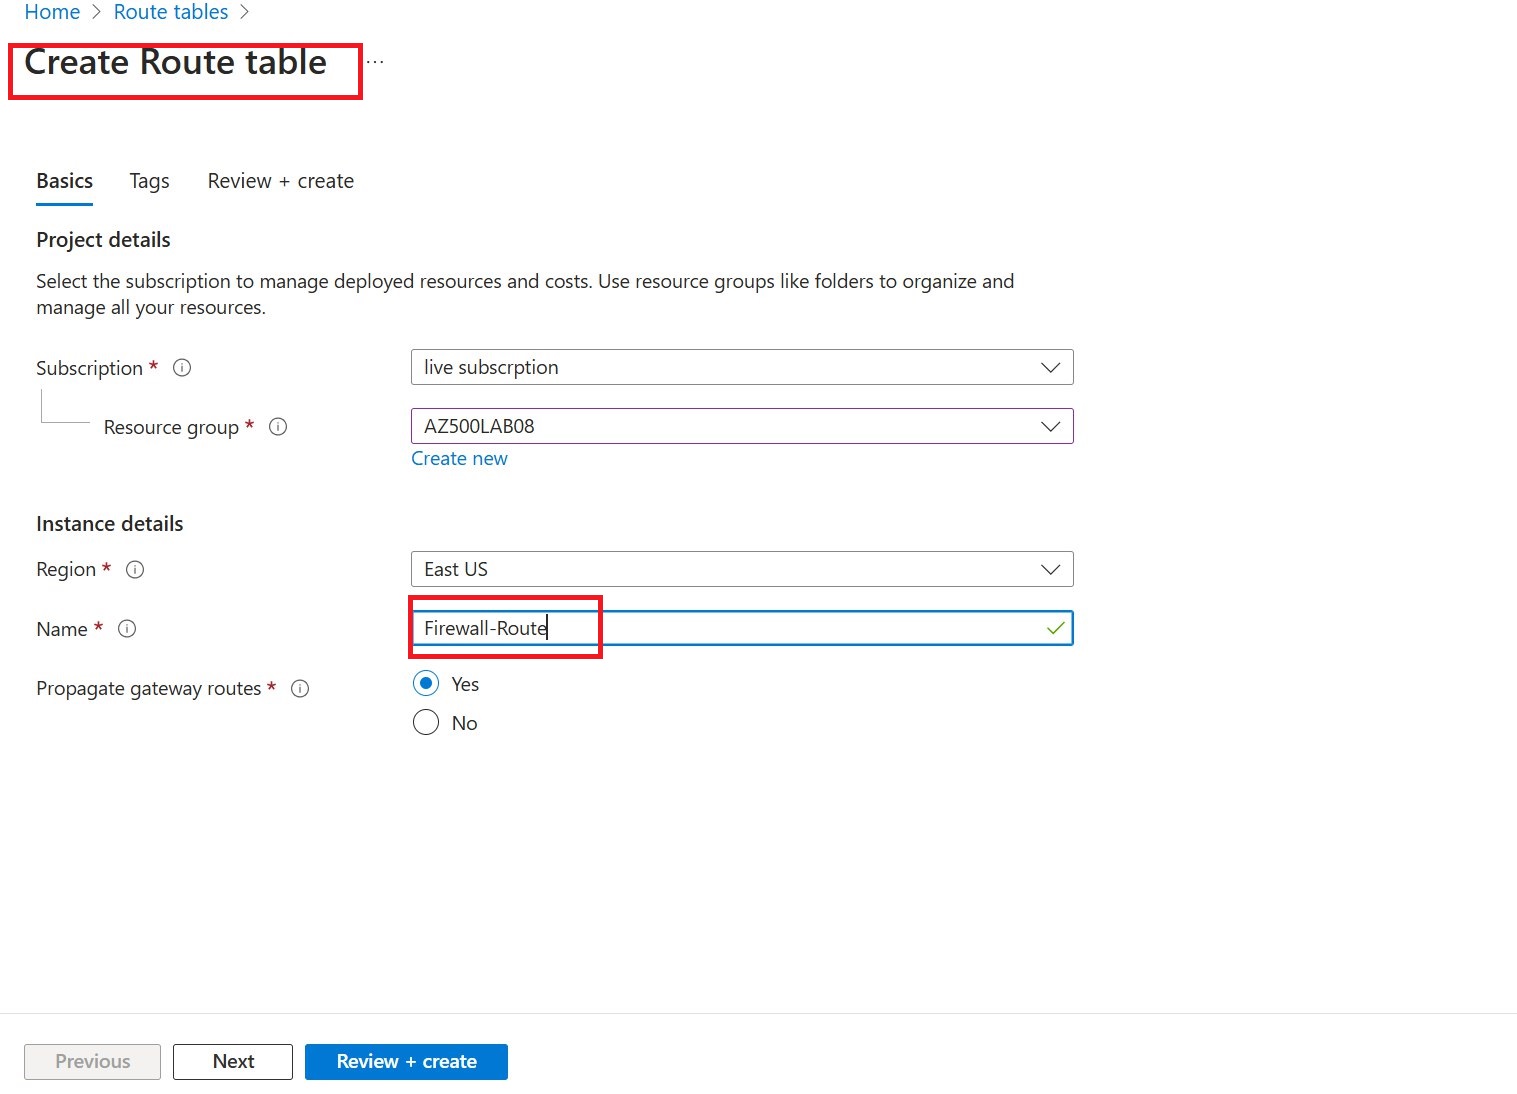 Home > Route tables >
Create Route table ...
Basics Tags Review + create
Project details
Select the subscription to manage deployed resources and costs. Use resource groups like folders to organize and
manage all your resources.
Subscription * live subscrption
Resource group * AZ500LAB08
Create new
Instance details
Region * East US
Name * Firewall-Route
Propagate gateway routes * Yes
No
Previous Next Review + create